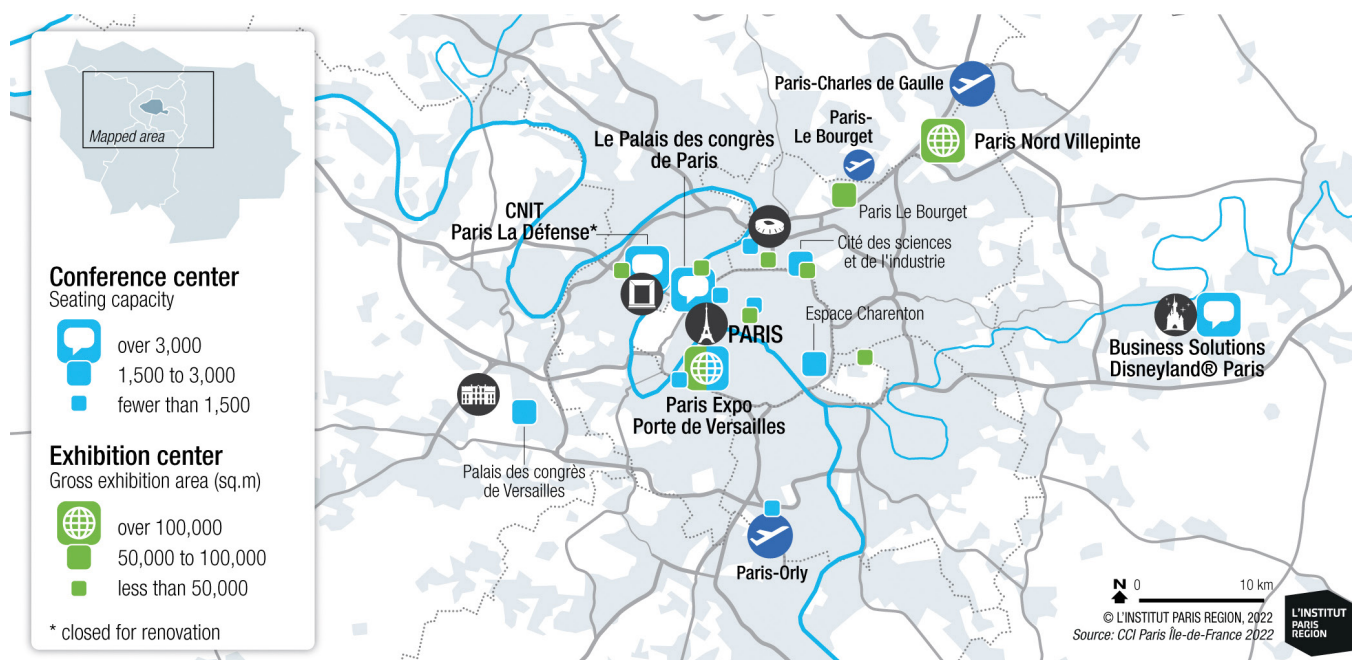 Mapped area
Conference center
Seating capacity
over 3,000
1,500 to 3,000
fewer than 1,500
Exhibition center
Gross exhibition area (sq.m)
over 100,000
50,000 to 100,000
less than 50,000
* closed for renovation
Paris-Charles de Gaulle
Paris-
Le Bourget
Paris Nord Villepinte
Le Palais des congrès
de Paris
Paris Le Bourget
CNIT
Paris La Défense*
Cité des sciences
et de l'industrie
Espace Charenton
PARIS
Business Solutions
Disneyland® Paris
Paris Expo
Porte de Versailles
Palais des congrès
de Versailles
Paris-Orly
N 0 10 km
© L'INSTITUT PARIS REGION, 2022
Source: CCI Paris Île-de-France 2022
L'INSTITUT
PARIS
REGION